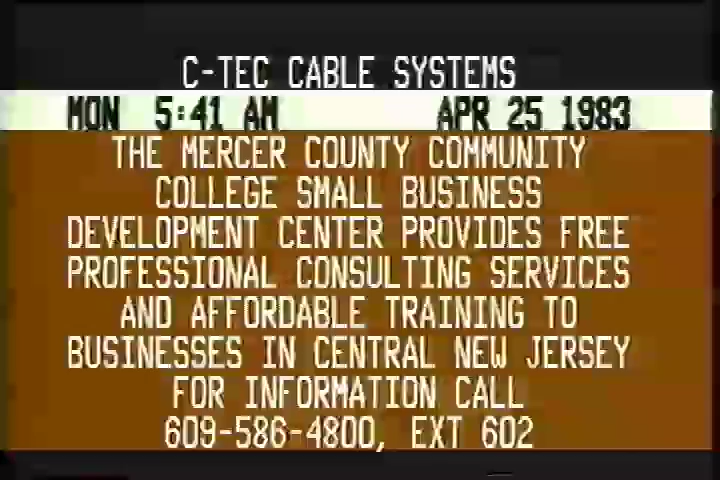 C-TEC CABLE SYSTEMS
MON 5:41 AM APR 25 1983
THE MERCER COUNTY COMMUNITY
COLLEGE SMALL BUSINESS
DEVELOPMENT CENTER PROVIDES FREE
PROFESSIONAL CONSULTING SERVICES
AND AFFORDABLE TRAINING TO
BUSINESSES IN CENTRAL NEW JERSEY
FOR INFORMATION CALL
609-586-4800, EXT 602